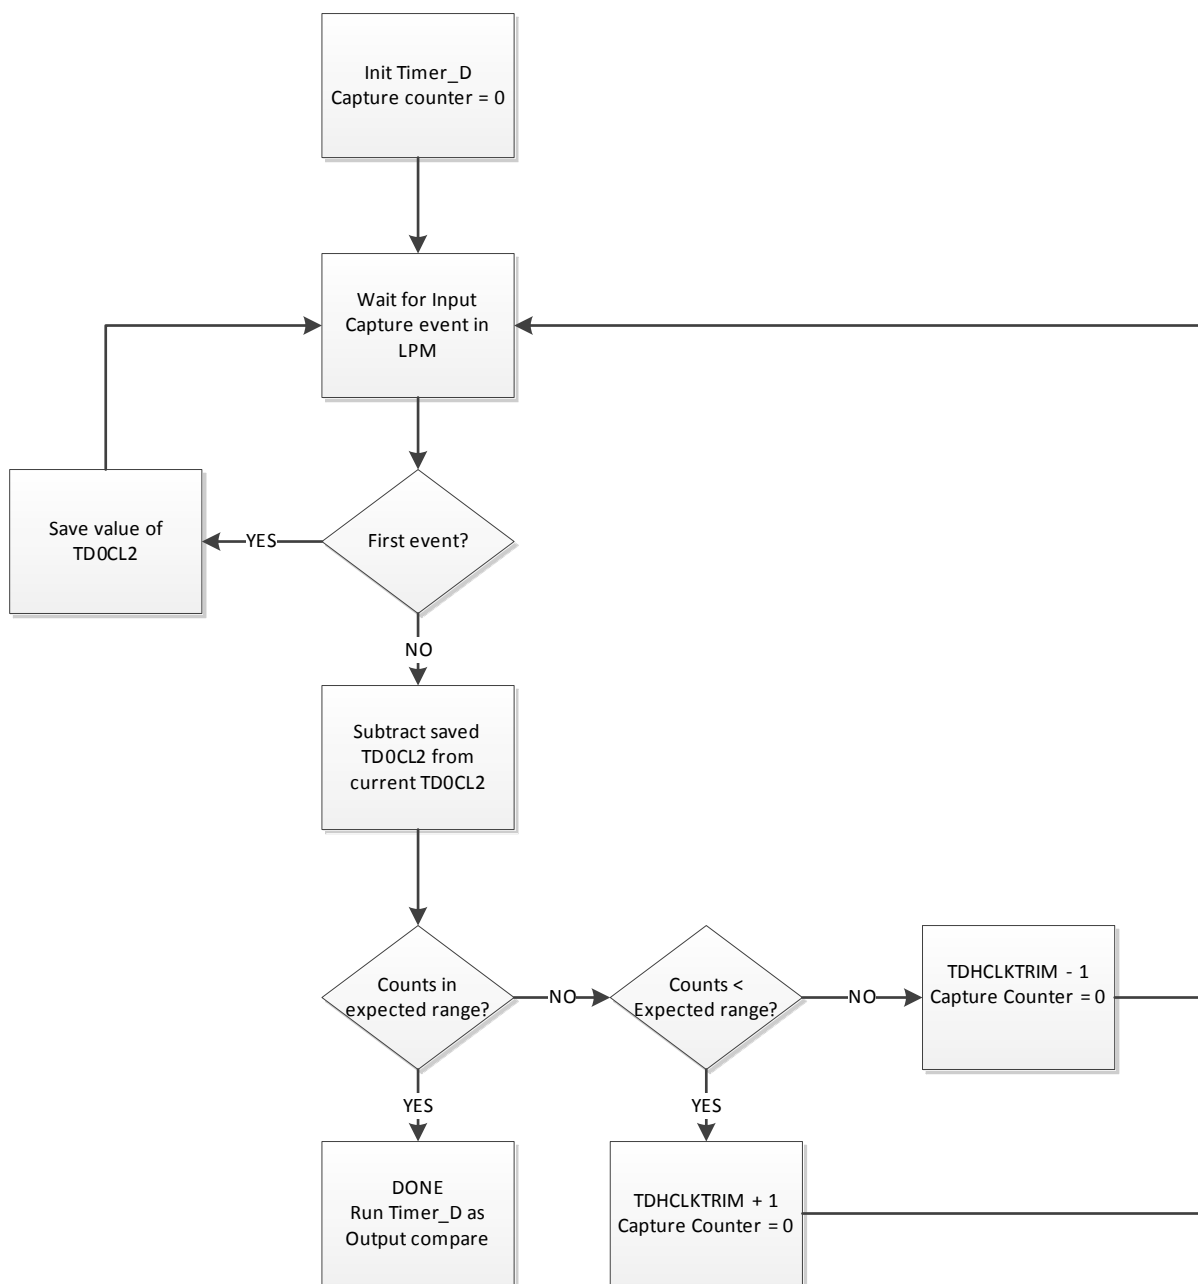 Init Timer_D
Capture counter = 0
Wait for Input
Capture event in
LPM
Save value of
TD0CL2
YES
First event?
NO
Subtract saved
TD0CL2 from
current TD0CL2
Counts in
expected range?
NO
Counts <
Expected range?
NO
TDHCLKTRIM - 1
Capture Counter = 0
YES
YES
DONE
Run Timer_D as
Output compare
TDHCLKTRIM + 1
Capture Counter = 0